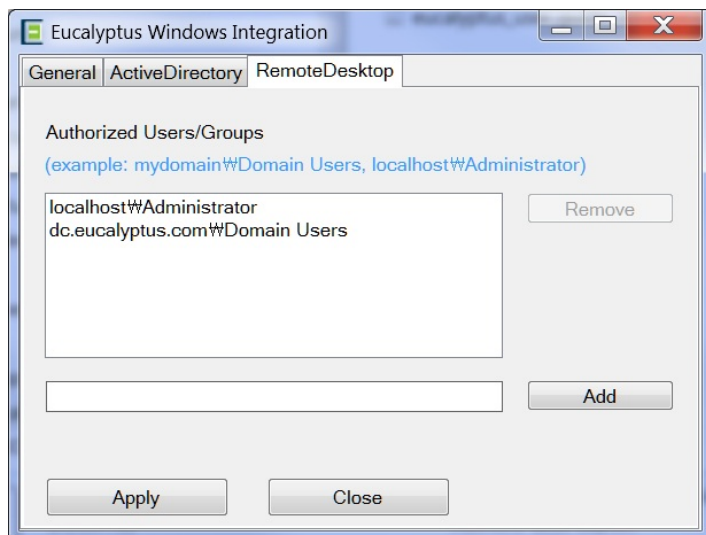 Eucalyptus Windows Integration
General ActiveDirectory RemoteDesktop
Authorized Users/Groups
(example: mydomain₩Domain Users, localhost₩Administrator)
localhost₩Administrator
Remove
dc.eucalyptus.com₩Domain Users
Add
Apply Close